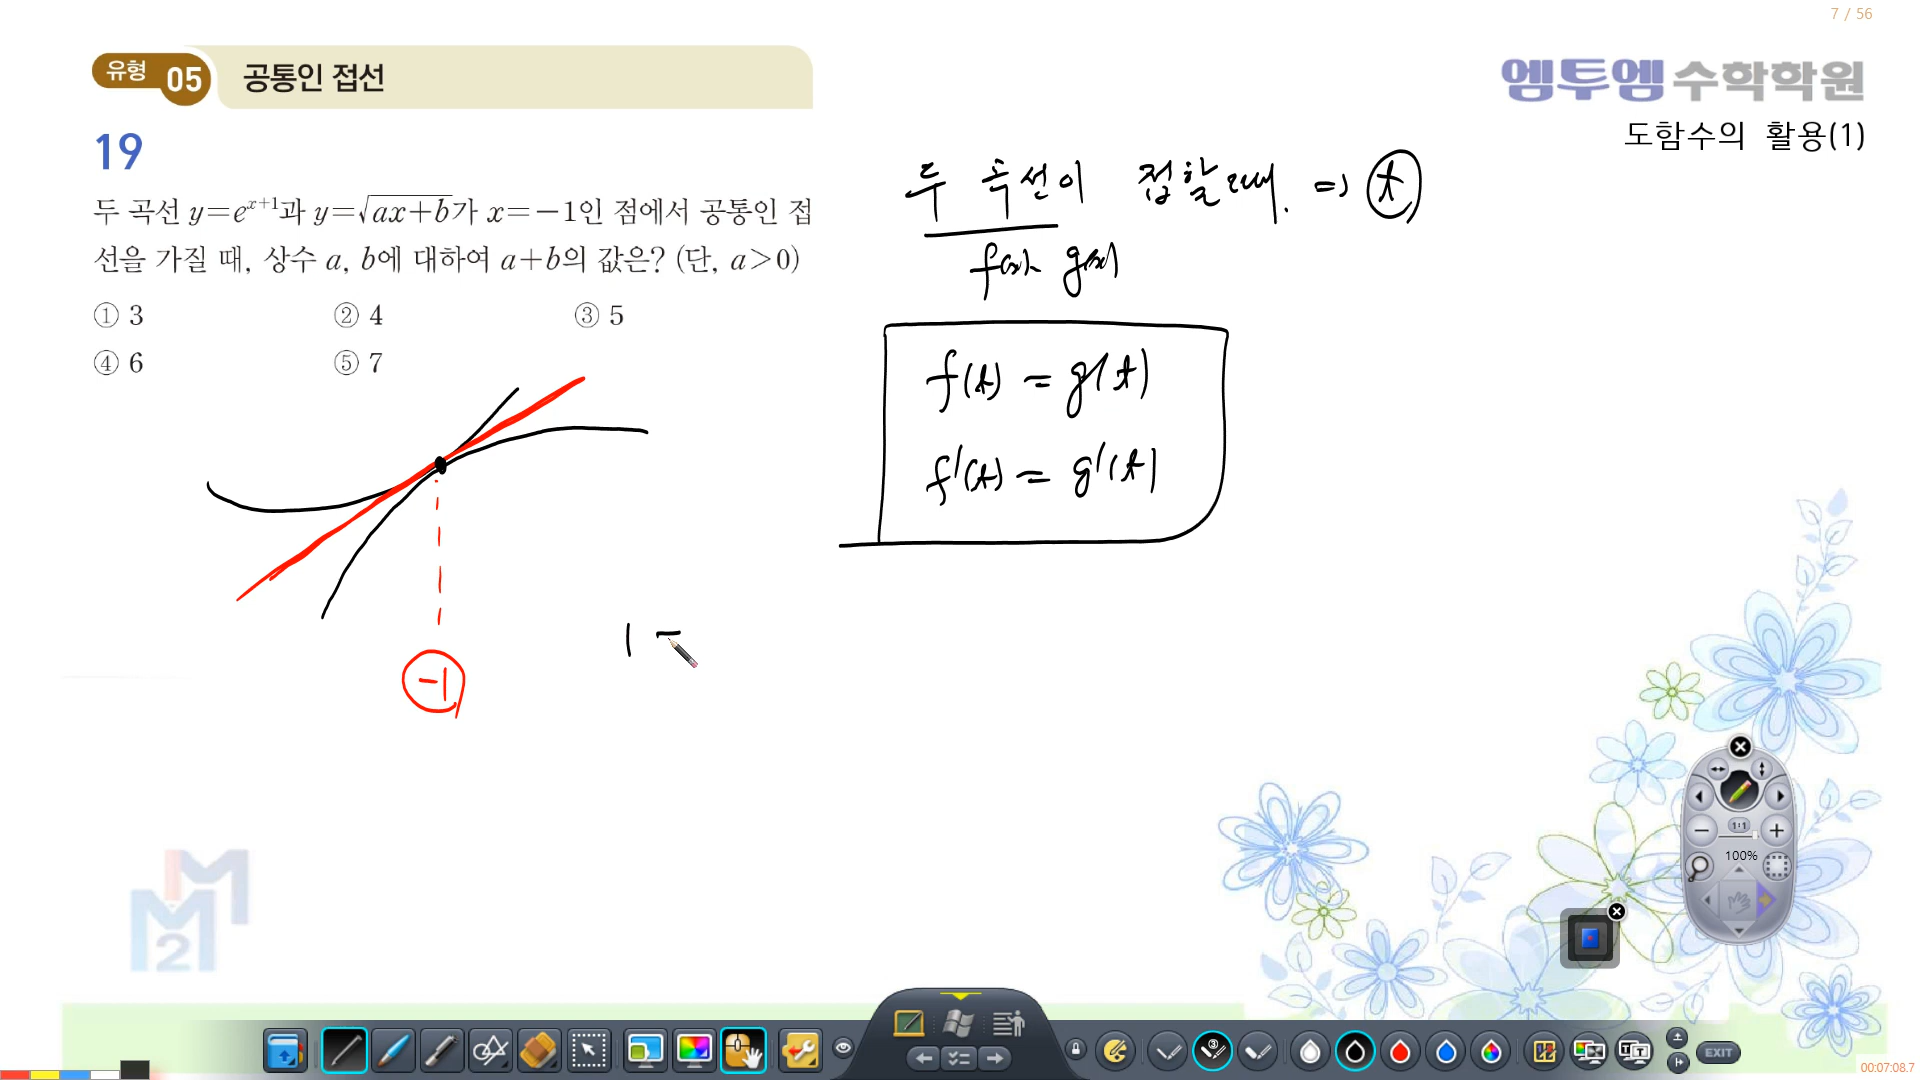 7 / 56
유형 05 공통인 접선
엠투엠수학학원
도함수의 활용(1)
19
두 곡선 y=e^{x+1}과 y=√(ax+b)가 x=−1인 점에서 공통인 접
선을 가질 때, 상수 a, b에 대하여 a+b의 값은? (단, a>0)
① 3 ② 4 ③ 5
④ 6 ⑤ 7
두 곡선이 접할 때. ⇒ t
f(x) g(x)
f(t) = g(t)
f'(t) = g'(t)
-1
1
M
M2
100%
1:1
EXIT
00:07:08.7